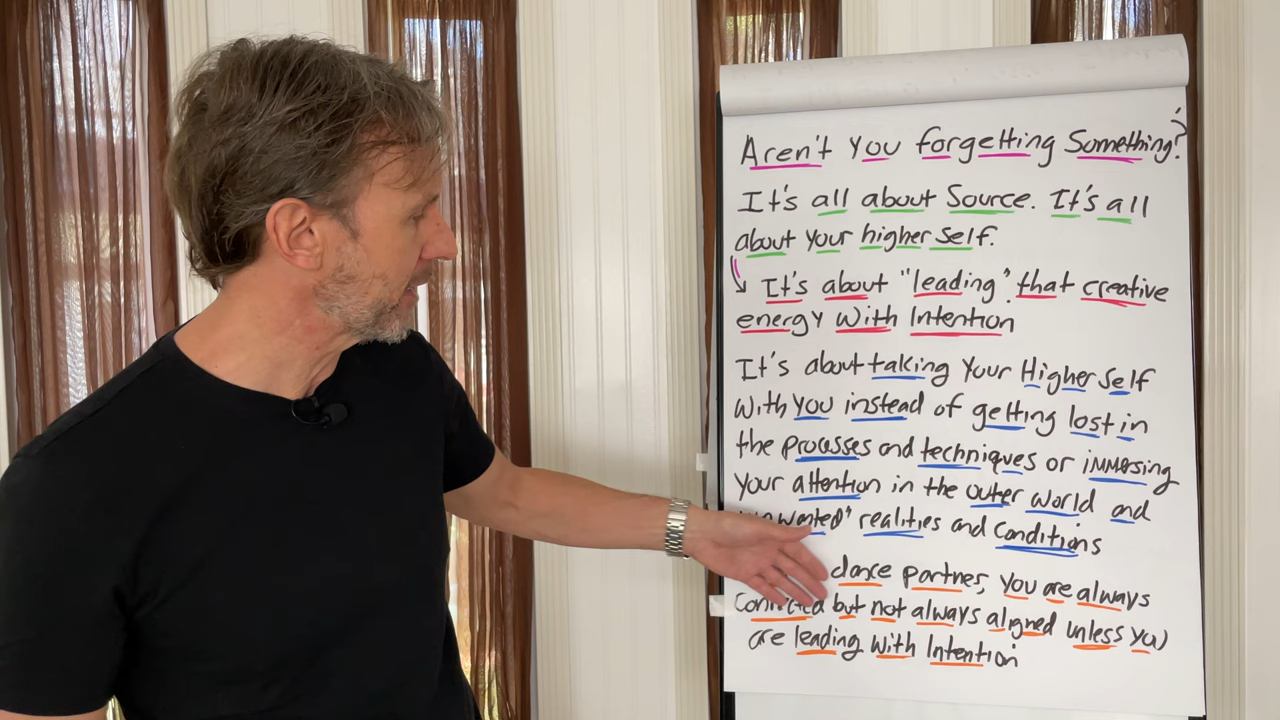 Aren't you forgetting Something?
It's all about Source. It's all
about your higher self.
It's about "leading" that creative
energy with Intention
It's about taking your Higher Self
with you instead of getting lost in
the processes and techniques or immersing
your attention in the outer world and
realities and conditions
dance partner, you are always
but not always aligned unless you
are leading with Intention